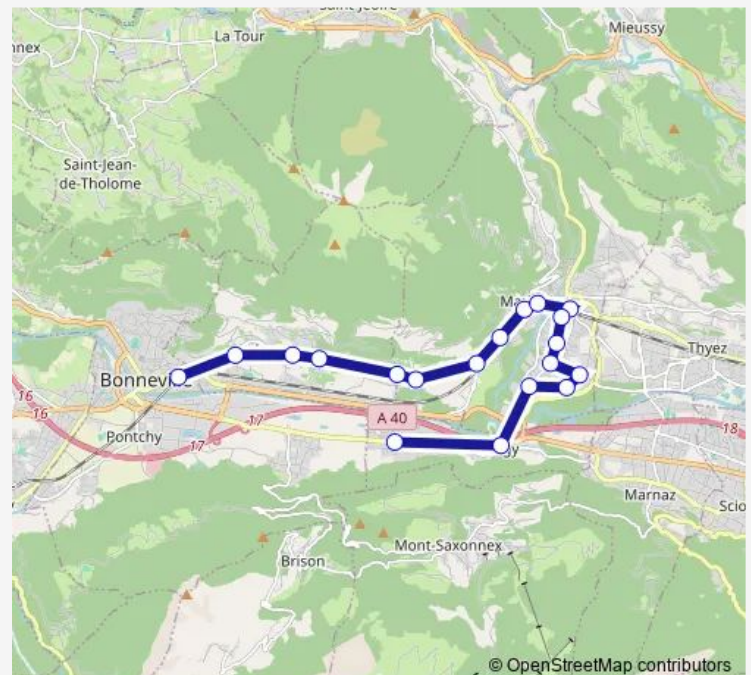 La Tour
Mieussy
Saint-Jean-
de-Tholome
Thyez
Pontchy
16
16
17
17
A 40
18
Marnaz
Mont-Saxonnex
Brison
© OpenStreetMap contributors